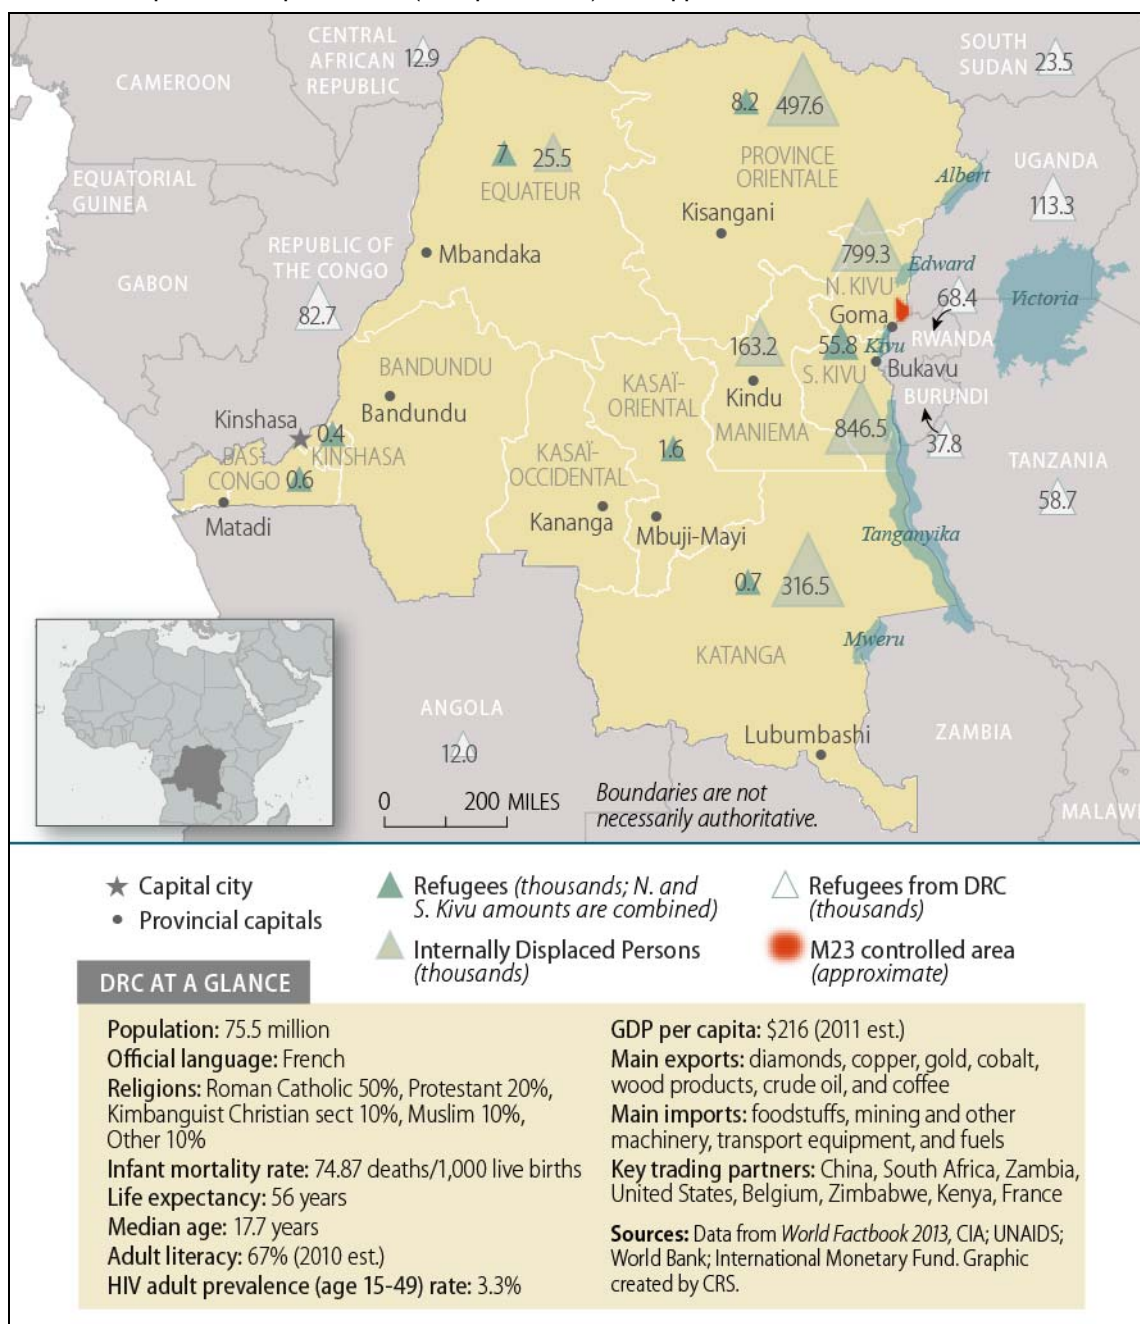 CENTRAL
AFRICAN
REPUBLIC
12.9
SOUTH
SUDAN
23.5
CAMEROON
8.2
497.6
7
25.5
EQUATEUR
PROVINCE
ORIENTALE
UGANDA
113.3
Albert
EQUATORIAL
GUINEA
Kisangani
REPUBLIC OF
THE CONGO
82.7
Mbandaka
799.3
Edward
GABON
N. KIVU
68.4
Victoria
Goma
RWANDA
163.2
55.8
Kivu
Bukavu
S. KIVU
BANDUNDU
Bandundu
KASAÏ-
ORIENTAL
Kindu
BURUNDI
Kinshasa
0.4
KINSHASA
BAS-
CONGO
0.6
1.6
MANIEMA
846.5
37.8
KASAÏ-
OCCIDENTAL
TANZANIA
58.7
Matadi
Kananga
Mbuji-Mayi
Tanganyika
0.7
316.5
Mweru
KATANGA
ANGOLA
12.0
Lubumbashi
ZAMBIA
0
200 MILES
Boundaries are not
necessarily authoritative.
MALAWI
Capital city
Provincial capitals
Refugees (thousands; N. and
S. Kivu amounts are combined)
Internally Displaced Persons
(thousands)
Refugees from DRC
(thousands)
M23 controlled area
(approximate)
DRC AT A GLANCE
Population: 75.5 million
Official language: French
Religions: Roman Catholic 50%, Protestant 20%,
Kimbanguist Christian sect 10%, Muslim 10%,
Other 10%
Infant mortality rate: 74.87 deaths/1,000 live births
Life expectancy: 56 years
Median age: 17.7 years
Adult literacy: 67% (2010 est.)
HIV adult prevalence (age 15-49) rate: 3.3%
GDP per capita: $216 (2011 est.)
Main exports: diamonds, copper, gold, cobalt,
wood products, crude oil, and coffee
Main imports: foodstuffs, mining and other
machinery, transport equipment, and fuels
Key trading partners: China, South Africa, Zambia,
United States, Belgium, Zimbabwe, Kenya, France
Sources: Data from World Factbook 2013, CIA; UNAIDS;
World Bank; International Monetary Fund. Graphic
created by CRS.